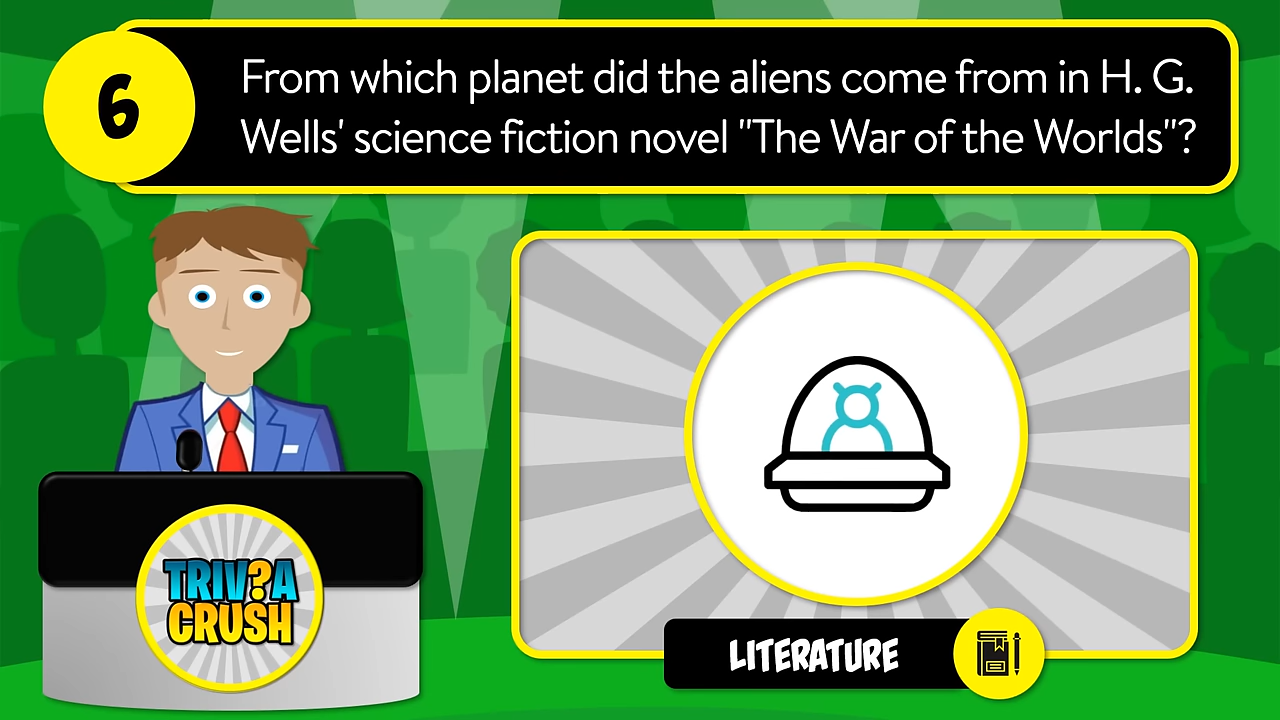 6
From which planet did the aliens come from in H. G.
Wells' science fiction novel "The War of the Worlds"?
TRIV?A
CRUSH
LITERATURE